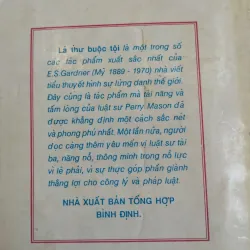 Lá thư buộc tội là một trong số
các tác phẩm xuất sắc nhất của
E.S.Gardner (Mỹ 1889 - 1970) nhà viết
tiểu thuyết hình sự lừng danh thế giới.
Đây cũng là tác phẩm mà tài năng và
tấm lòng của luật sư Perry Mason đã
được khẳng định một cách sắc nét
và phong phú nhất. Một lần nữa, người
đọc càng thêm yêu mến vị luật sư tài
ba, năng nổ, thông minh trong nỗ lực
vì lẽ phải, vì sự thực góp phần giành
thắng lợi cho công lý và pháp luật.
NHÀ XUẤT BẢN TỔNG HỢP
BÌNH ĐỊNH.